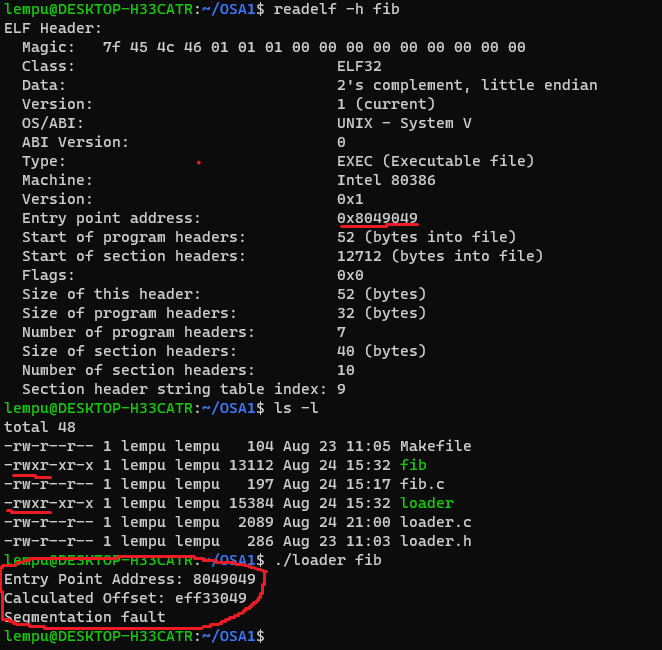 lempu@DESKTOP-H33CATR:~/OSA1$ readelf -h fib
ELF Header:
  Magic:   7f 45 4c 46 01 01 01 00 00 00 00 00 00 00 00 00
  Class:                             ELF32
  Data:                              2's complement, little endian
  Version:                           1 (current)
  OS/ABI:                            UNIX - System V
  ABI Version:                       0
  Type:                              EXEC (Executable file)
  Machine:                           Intel 80386
  Version:                           0x1
  Entry point address:               0x8049049
  Start of program headers:          52 (bytes into file)
  Start of section headers:          12712 (bytes into file)
  Flags:                             0x0
  Size of this header:               52 (bytes)
  Size of program headers:           32 (bytes)
  Number of program headers:         7
  Size of section headers:           40 (bytes)
  Number of section headers:         10
  Section header string table index: 9
lempu@DESKTOP-H33CATR:~/OSA1$ ls -l
total 48
-rw-r--r-- 1 lempu lempu   104 Aug 23 11:05 Makefile
-rwxr-xr-x 1 lempu lempu 13112 Aug 24 15:32 fib
-rw-r--r-- 1 lempu lempu   197 Aug 24 15:17 fib.c
-rwxr-xr-x 1 lempu lempu 15384 Aug 24 15:32 loader
-rw-r--r-- 1 lempu lempu  2089 Aug 24 21:00 loader.c
-rw-r--r-- 1 lempu lempu   286 Aug 23 11:03 loader.h
lempu@DESKTOP-H33CATR:~/OSA1$ ./loader fib
Entry Point Address: 8049049
Calculated Offset: eff33049
Segmentation fault
lempu@DESKTOP-H33CATR:~/OSA1$